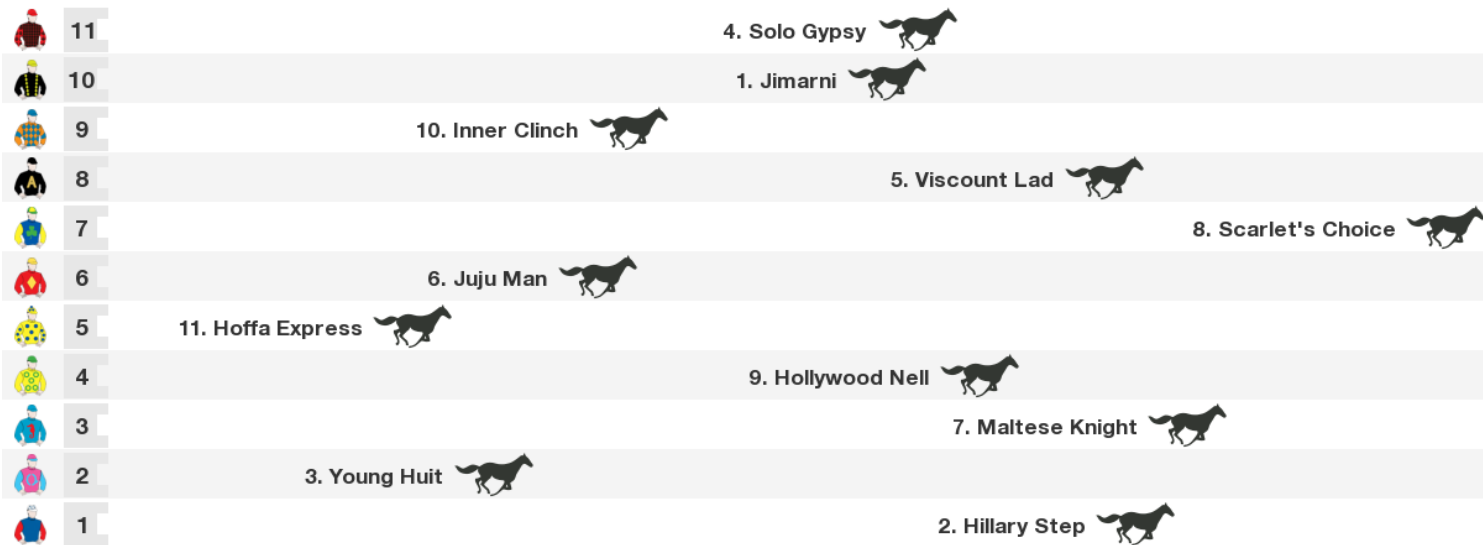 11 4. Solo Gypsy
10 1. Jimarni
9 10. Inner Clinch
8 A 5. Viscount Lad
7 8. Scarlet's Choice
6 6. Juju Man
5 11. Hoffa Express
4 9. Hollywood Nell
3 7. Maltese Knight
2 3. Young Huit
1 2. Hillary Step